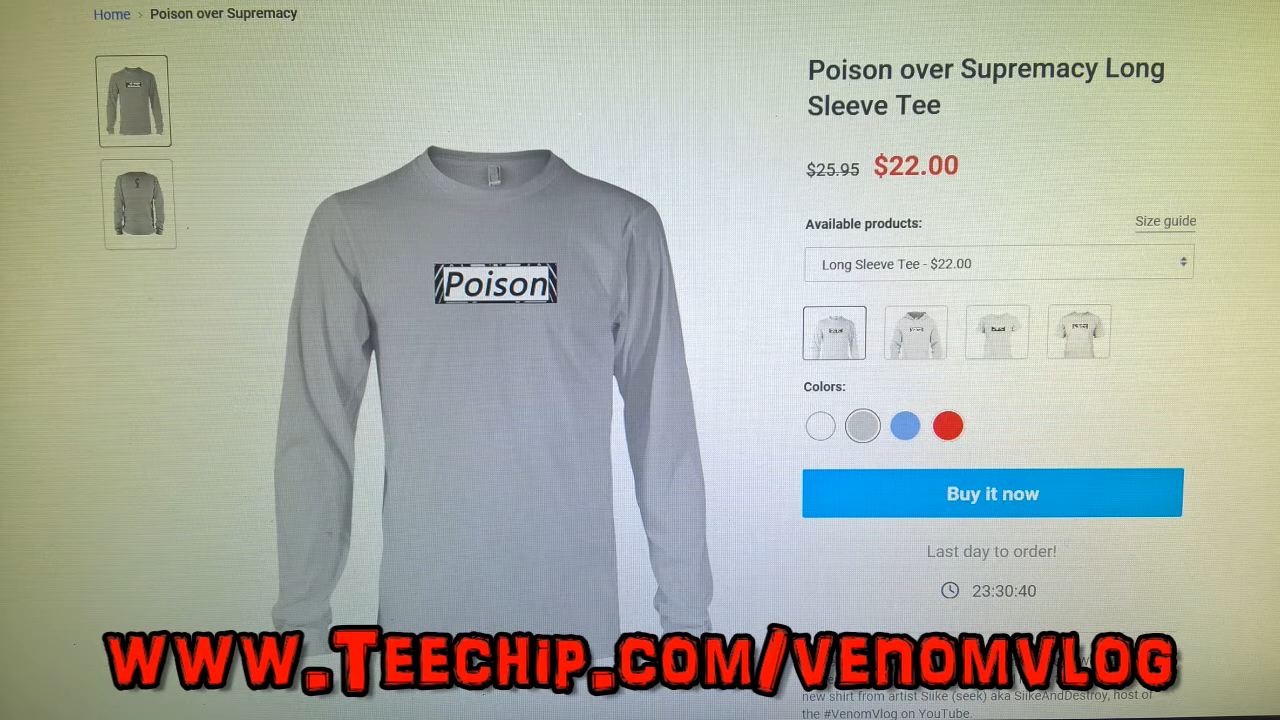 Home › Poison over Supremacy
Poison over Supremacy Long
Sleeve Tee
$25.95 $22.00
Available products:
Size guide
Long Sleeve Tee - $22.00
Poison
Colors:
Buy it now
Last day to order!
23:30:40
www.Teechip.com/venomvlog
new shirt from artist Siike (seek) aka SiikeAndDestroy, host of
the #VenomVlog on YouTube.